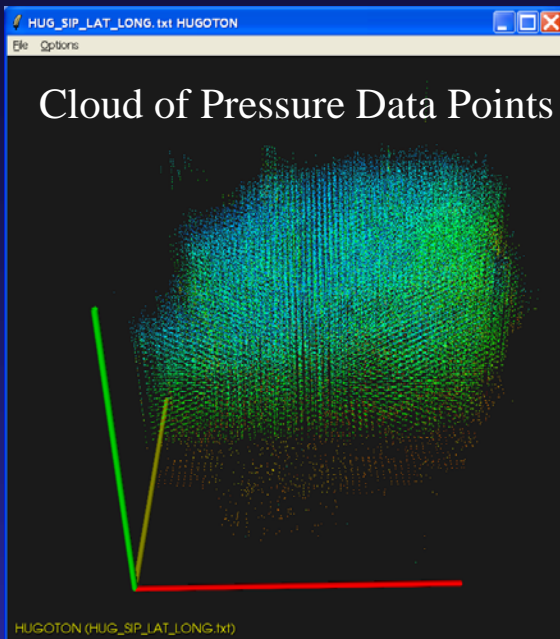 HUG_SIP_LAT_LONG.txt HUGOTON
File Options
Cloud of Pressure Data Points
HUGOTON (HUG_SIP_LAT_LONG.txt)